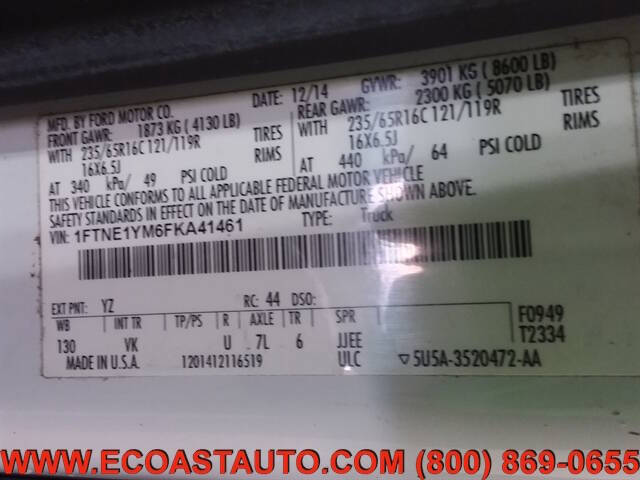 MFD. BY FORD MOTOR CO. DATE: 12/14 GVWR: 3901 KG ( 8600 LB)
FRONT GAWR: 1873 KG ( 4130 LB) REAR GAWR: 2300 KG ( 5070 LB)
WITH 235/65R16C 121/119R TIRES WITH 235/65R16C 121/119R TIRES
16X6.5J RIMS 16X6.5J RIMS
AT 340 kPa/ 49 PSI COLD AT 440 kPa/ 64 PSI COLD
THIS VEHICLE CONFORMS TO ALL APPLICABLE FEDERAL MOTOR VEHICLE
SAFETY STANDARDS IN EFFECT ON THE DATE OF MANUFACTURE SHOWN ABOVE.
VIN: 1FTNE1YM6FKA41461 TYPE: Truck
EXT PNT: YZ RC: 44 DSO:
WB INT TR TP/PS R AXLE TR SPR F0949
130 VK U 7L 6 JJEE T2334
MADE IN U.S.A. 1201412116519 ULC ▽5U5A-3520472-AA
WWW.ECOASTAUTO.COM (800) 869-0655